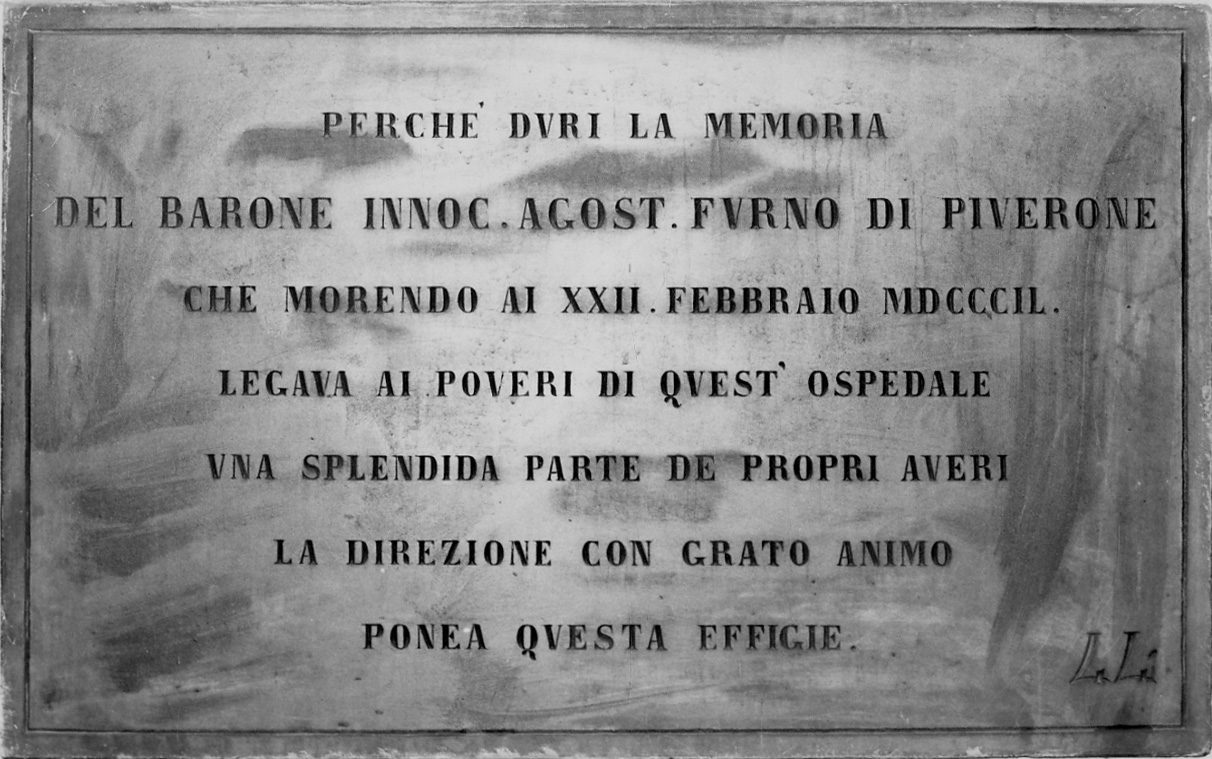 PERCHE' DVRI LA MEMORIA
DEL BARONE INNOC. AGOST. FVRNO DI PIVERONE
CHE MORENDO AI XXII. FEBBRAIO MDCCCIL.
LEGAVA AI POVERI DI QVEST' OSPEDALE
VNA SPLENDIDA PARTE DE PROPRI AVERI
LA DIREZIONE CON GRATO ANIMO
PONEA QVESTA EFFIGIE.